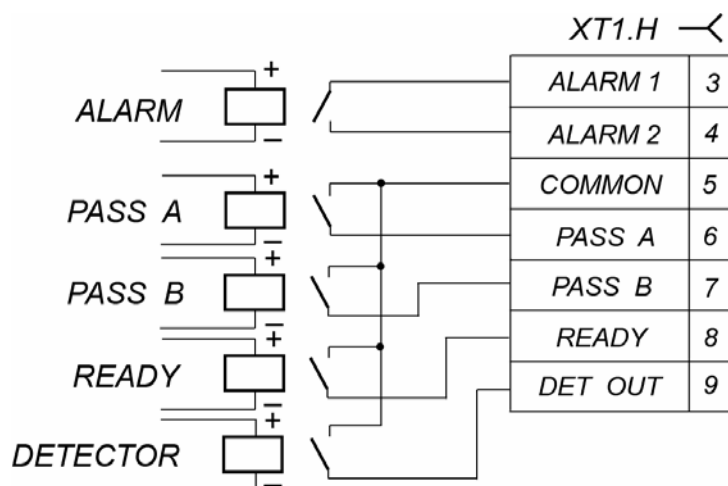 XT1.H
+
ALARM
–
ALARM 1 3
ALARM 2 4
COMMON 5
PASS A 6
PASS B 7
READY 8
DET OUT 9
+
PASS A
–
+
PASS B
–
+
READY
–
+
DETECTOR
–